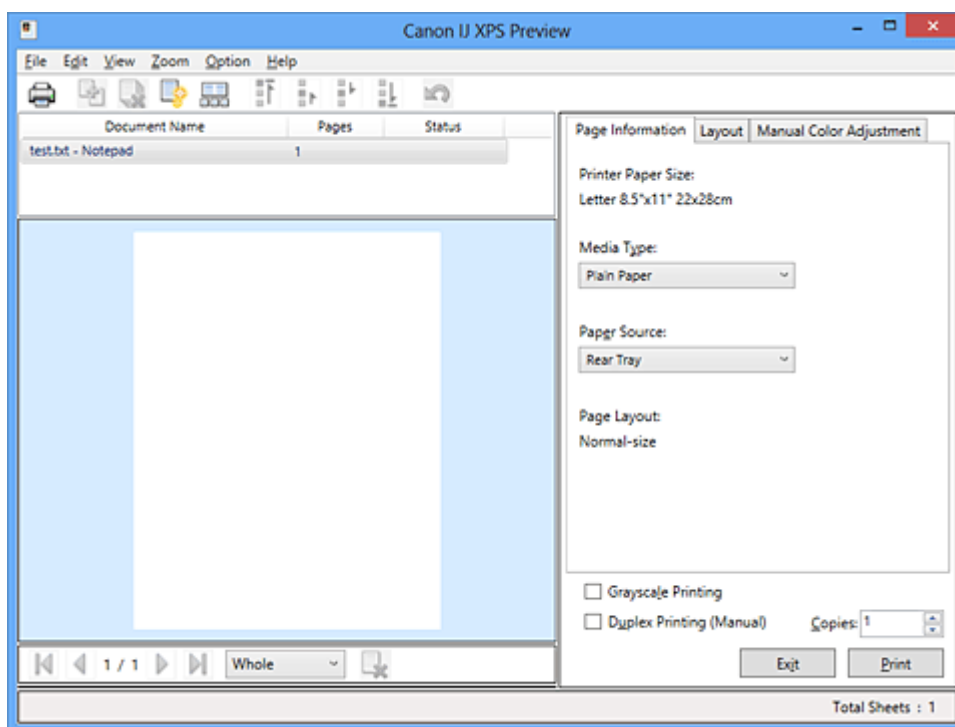 Canon IJ XPS Preview
File Edit View Zoom Option Help
Document Name Pages Status
test.txt - Notepad 1
Page Information Layout Manual Color Adjustment
Printer Paper Size:
Letter 8.5"x11" 22x28cm
Media Type:
Plain Paper
Paper Source:
Rear Tray
Page Layout:
Normal-size
Grayscale Printing
Duplex Printing (Manual) Copies: 1
1 / 1 Whole
Exit Print
Total Sheets : 1